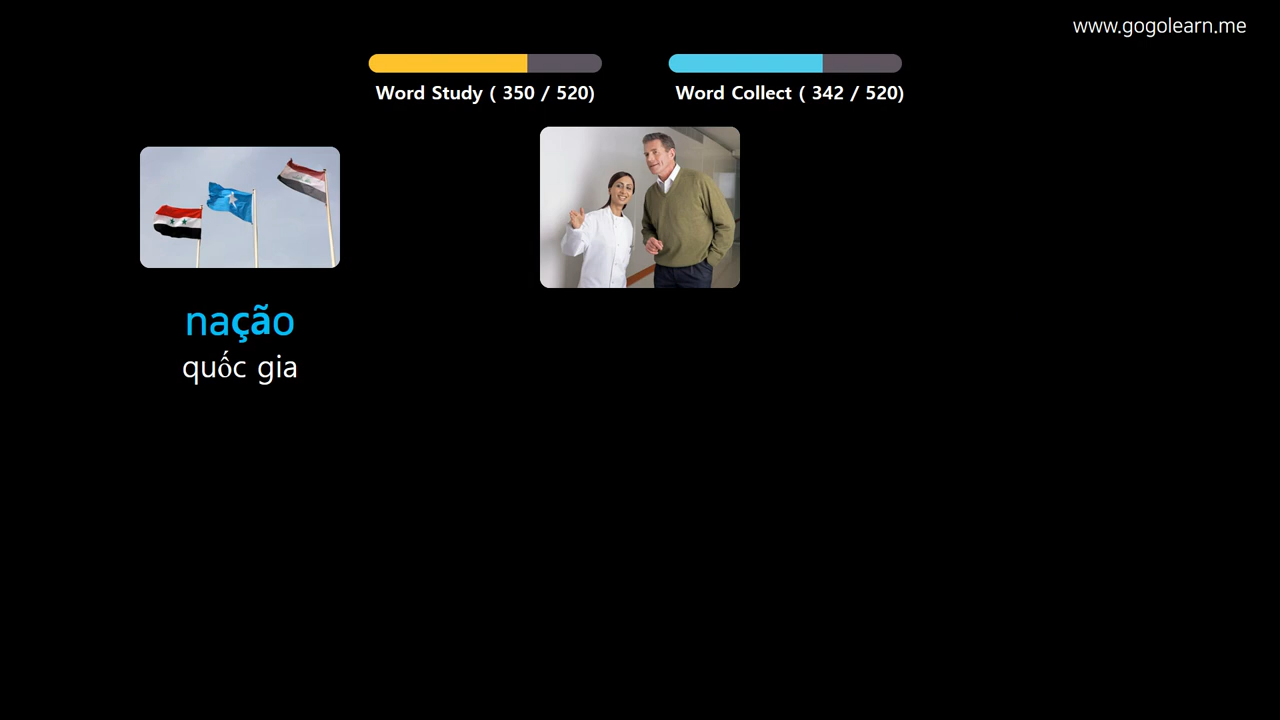 www.gogolearn.me
Word Study ( 350 / 520)
Word Collect ( 342 / 520)
nação
quốc gia